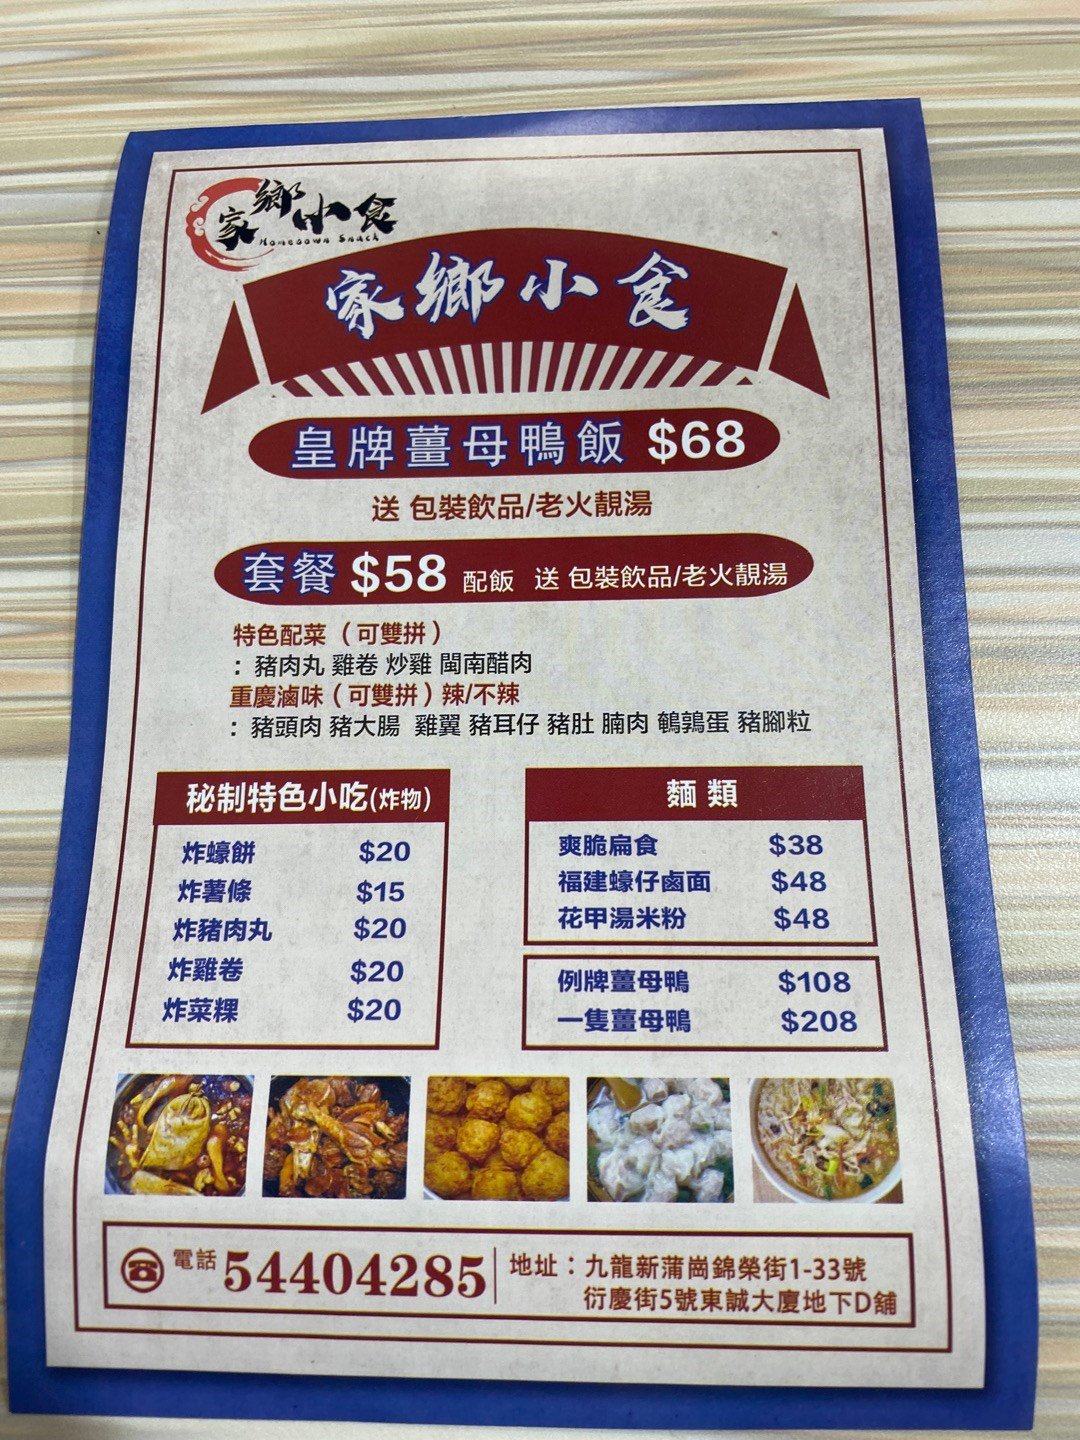 家鄉小食
Hometown Snack
家鄉小食
皇牌薑母鴨飯 $68
送 包裝飲品/老火靚湯
套餐 $58 配飯 送 包裝飲品/老火靚湯
特色配菜（可雙拼）
：豬肉丸 雞卷 炒雞 閩南醋肉
重慶滷味（可雙拼）辣/不辣
：豬頭肉 豬大腸 雞翼 豬耳仔 豬肚 腩肉 鵪鶉蛋 豬腳粒
秘制特色小吃(炸物)
炸蠔餅 $20
炸薯條 $15
炸豬肉丸 $20
炸雞卷 $20
炸菜粿 $20
麵類
爽脆扁食 $38
福建蠔仔鹵面 $48
花甲湯米粉 $48
例牌薑母鴨 $108
一隻薑母鴨 $208
電話 54404285
地址：九龍新蒲崗錦榮街1-33號
衍慶街5號東誠大廈地下D舖